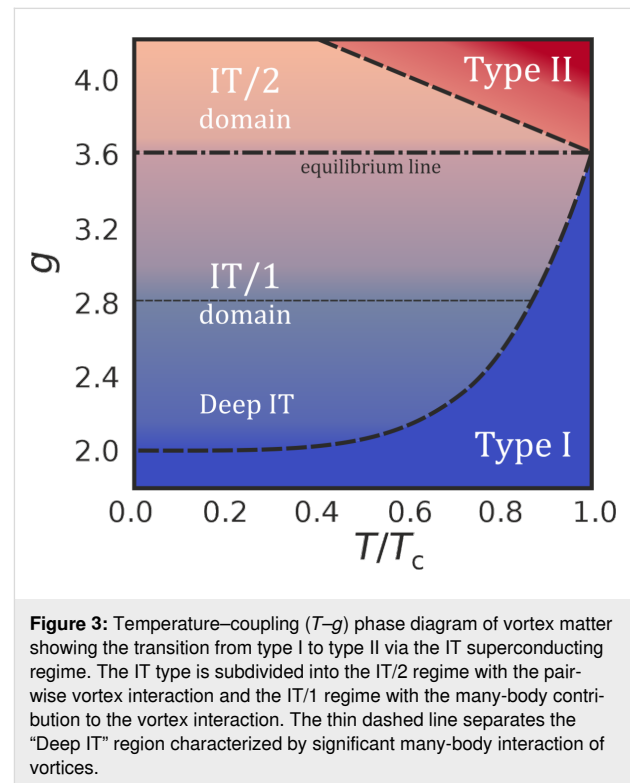 4.0
3.6
3.2
2.8
2.4
2.0
g
IT/2
domain
Type II
equilibrium line
IT/1
domain
Deep IT
Type I
0.0 0.2 0.4 0.6 0.8 1.0
T/Tc
Figure 3: Temperature–coupling (T–g) phase diagram of vortex matter
showing the transition from type I to type II via the IT superconducting
regime. The IT type is subdivided into the IT/2 regime with the pair-
wise vortex interaction and the IT/1 regime with the many-body contri-
bution to the vortex interaction. The thin dashed line separates the
“Deep IT” region characterized by significant many-body interaction of
vortices.